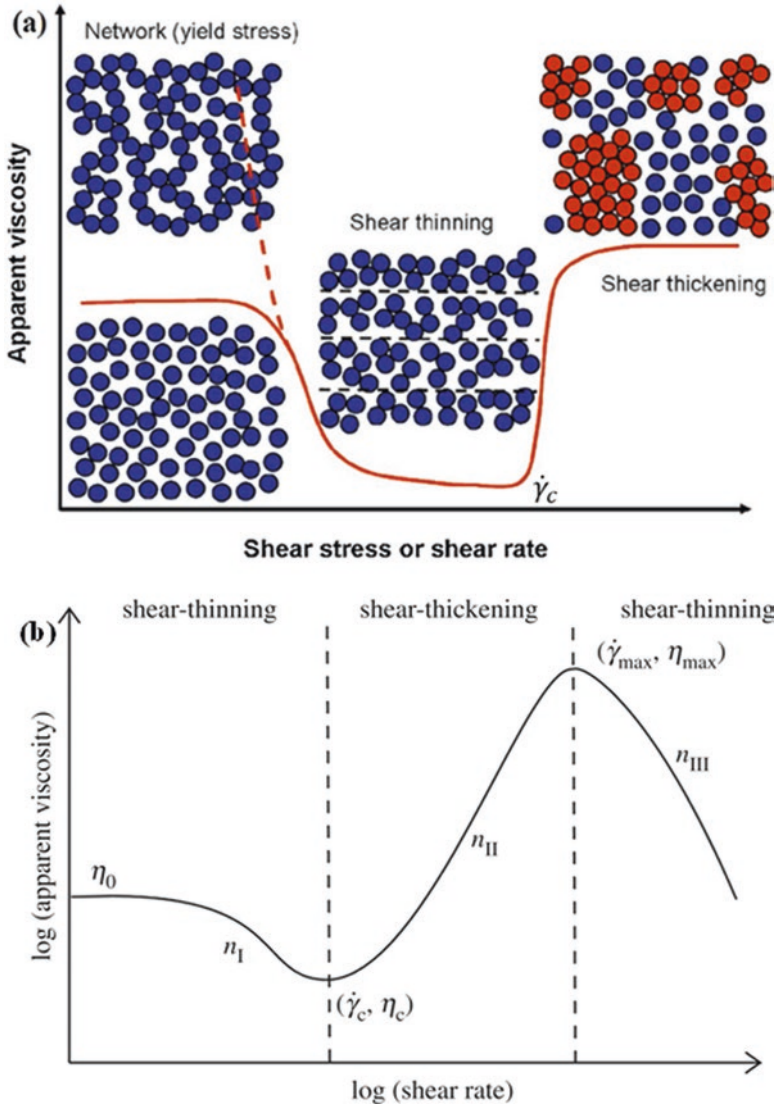 (a)
Network (yield stress)
Shear thinning
Shear thickening
γ̇c
Apparent viscosity
Shear stress or shear rate
(b)
shear-thinning
shear-thickening
shear-thinning
(γ̇max, ηmax)
nIII
nII
η0
nI
(γ̇c, ηc)
log (apparent viscosity)
log (shear rate)